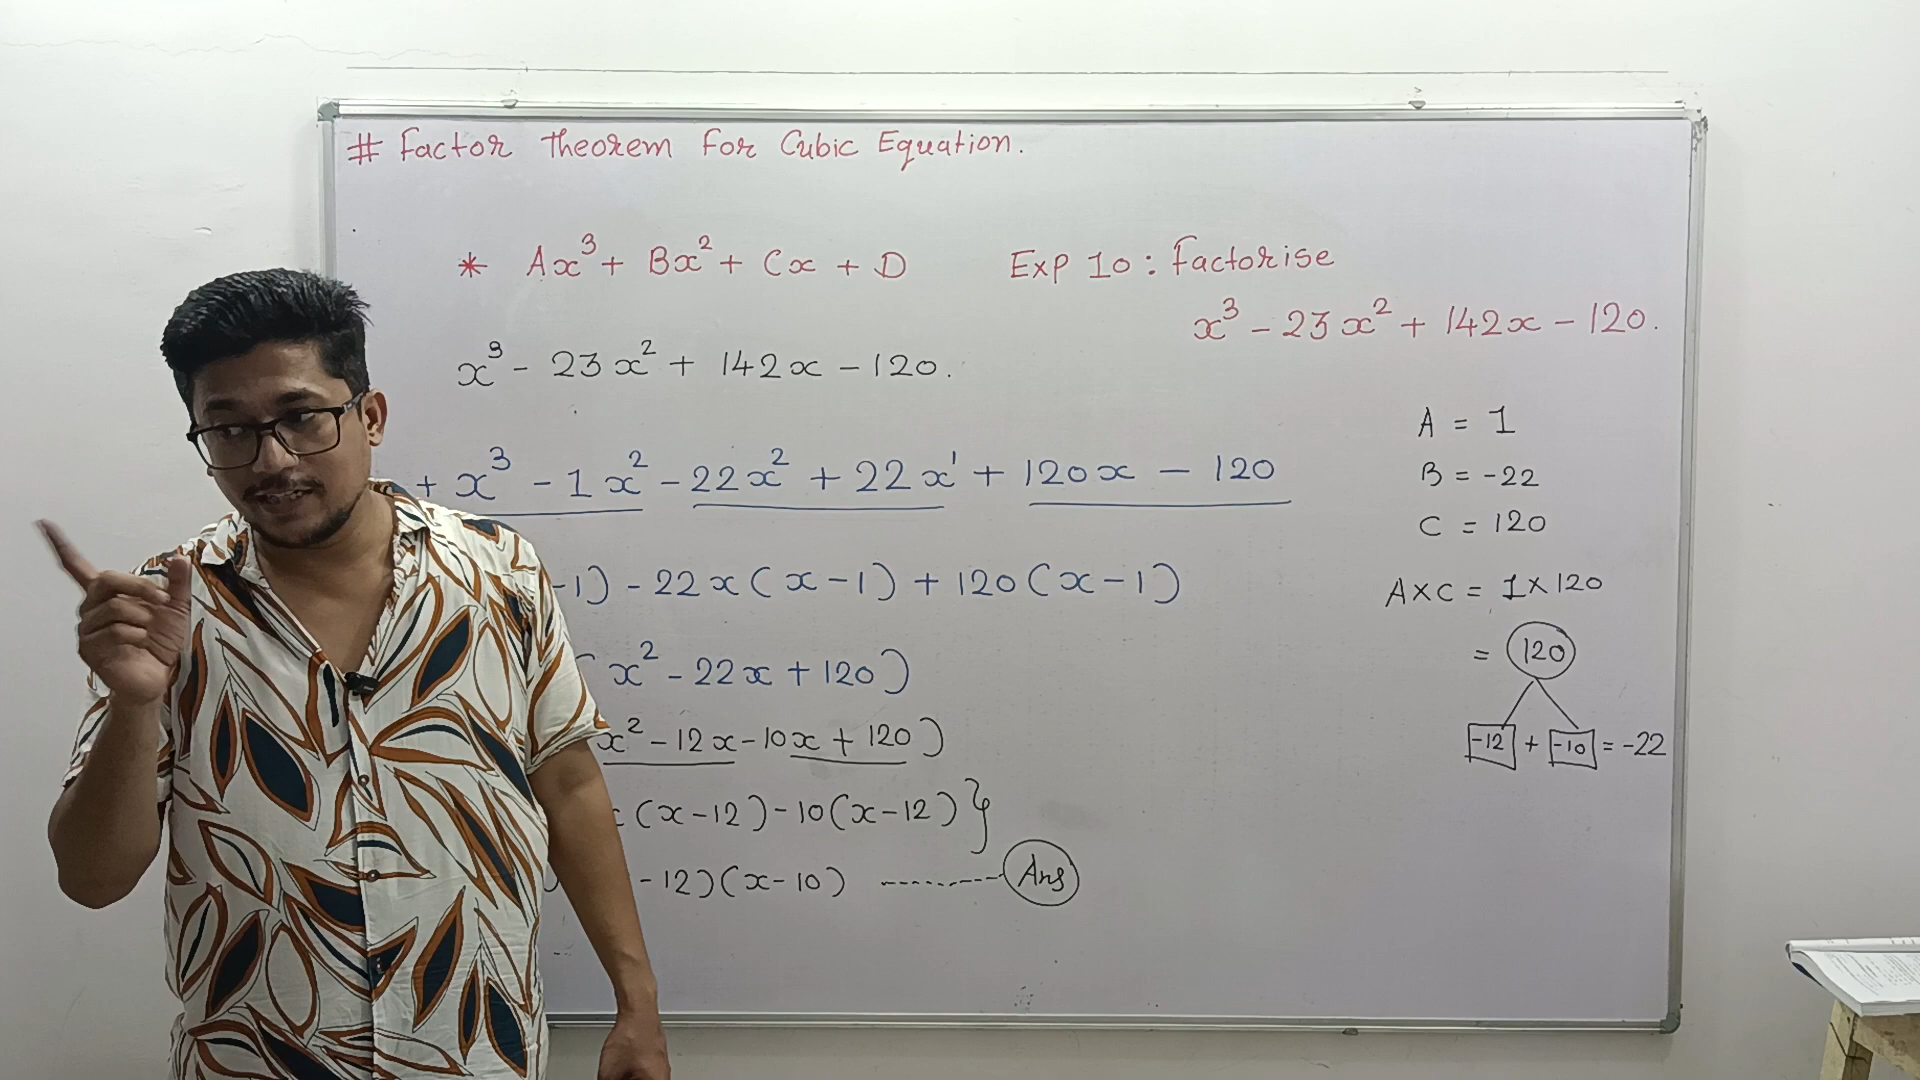 # Factor Theorem For Cubic Equation.
* Ax³ + Bx² + Cx + D
Exp 10 : Factorise
x³ - 23x² + 142x - 120.
x³ - 23x² + 142x - 120.
+ x³ - 1x² - 22x² + 22x¹ + 120x - 120
-1) - 22x(x-1) + 120(x-1)
(x² - 22x + 120)
x² - 12x - 10x + 120)
(x-12) - 10(x-12)}
-12)(x-10) --------- Ans
A = 1
B = -22
C = 120
A×C = 1×120
= 120
-12 + -10 = -22